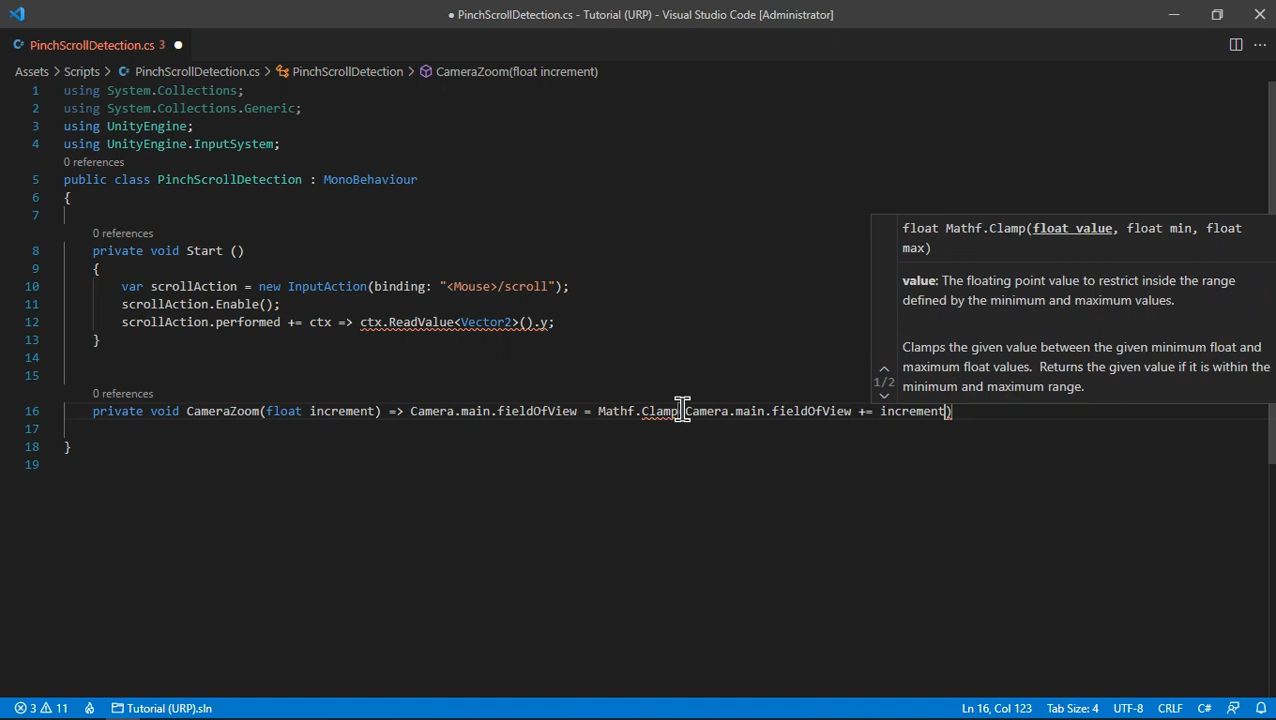 ● PinchScrollDetection.cs - Tutorial (URP) - Visual Studio Code [Administrator]
PinchScrollDetection.cs 3 ●
Assets > Scripts > PinchScrollDetection.cs > PinchScrollDetection > CameraZoom(float increment)
1 using System.Collections;
2 using System.Collections.Generic;
3 using UnityEngine;
4 using UnityEngine.InputSystem;
0 references
5 public class PinchScrollDetection : MonoBehaviour
6 {
7
0 references
8 private void Start ()
9 {
10 var scrollAction = new InputAction(binding: "<Mouse>/scroll");
11 scrollAction.Enable();
12 scrollAction.performed += ctx => ctx.ReadValue<Vector2>().y;
13 }
14
15
0 references
16 private void CameraZoom(float increment) => Camera.main.fieldOfView = Mathf.Clamp(Camera.main.fieldOfView += increment)
17
18 }
19
float Mathf.Clamp(float value, float min, float
max)
value: The floating point value to restrict inside the range
defined by the minimum and maximum values.
Clamps the given value between the given minimum float and
maximum float values. Returns the given value if it is within the
1/2
minimum and maximum range.
3 11 Tutorial (URP).sln Ln 16, Col 123 Tab Size: 4 UTF-8 CRLF C#